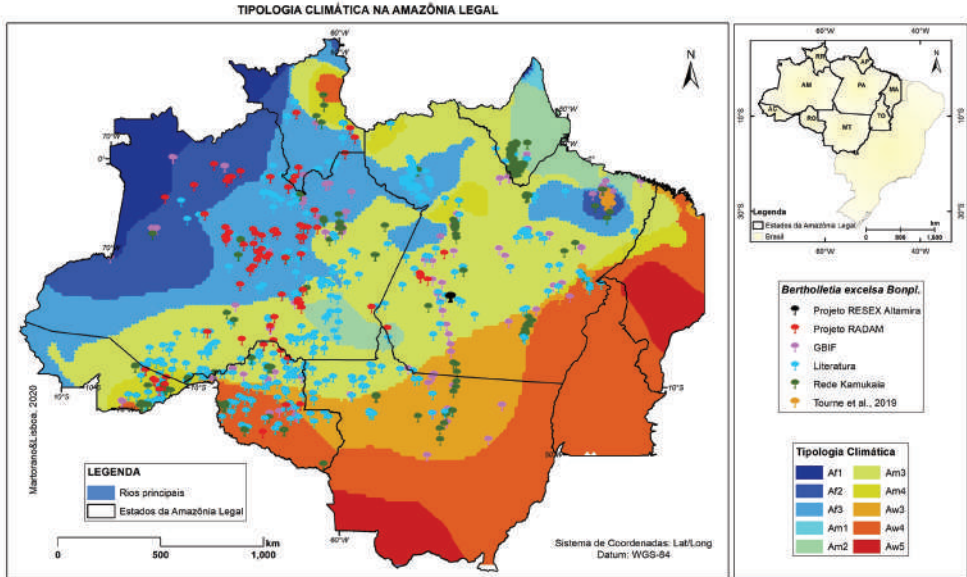 TIPOLOGIA CLIMÁTICA NA AMAZÔNIA LEGAL
60°W
60°W
N
70°W
0°
50°W
0°
70°W
10°S
10°S
50°W
60°W
Martorano&Lisboa, 2020
LEGENDA
Rios principais
Estados da Amazônia Legal
0 500 1,000 km
Sistema de Coordenadas: Lat/Long
Datum: WGS-84
60°W 40°W
N
RR AP
AM PA MA
AC RO TO
MT
10°S 10°S
30°S 30°S
Legenda
Estados da Amazônia Legal
Brasil
km
0 500 1,000
60°W 40°W
Bertholletia excelsa Bonpl.
Projeto RESEX Altamira
Projeto RADAM
GBIF
Literatura
Rede Kamukaia
Tourne et al., 2019
Tipologia Climática
Af1 Am3
Af2 Am4
Af3 Aw3
Am1 Aw4
Am2 Aw5